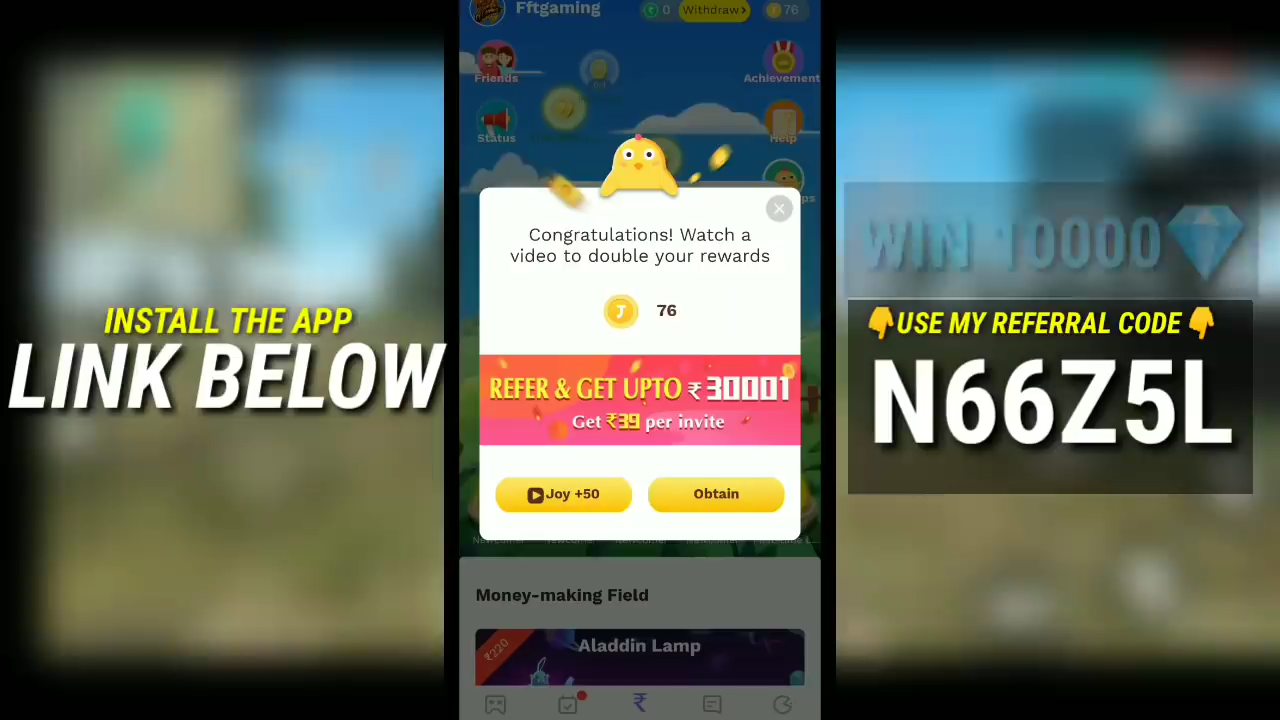 Fftgaming
0
Withdraw›
76
Friends
Achievement
Status
Help
Congratulations! Watch a
video to double your rewards
76
REFER & GET UPTO ₹ 30001
Get ₹39 per invite
Joy +50
Obtain
Money-making Field
₹220
Aladdin Lamp
INSTALL THE APP
LINK BELOW
WIN 10000💎
👇USE MY REFERRAL CODE👇
N66Z5L